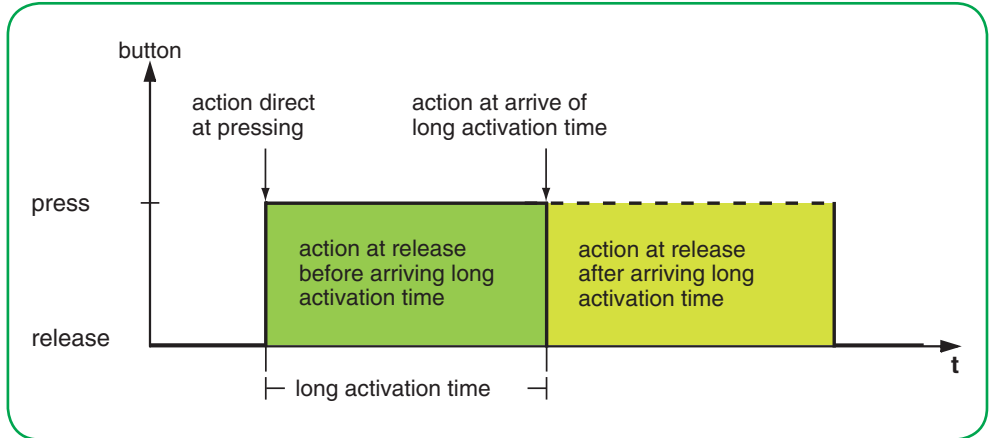 button
action direct
at pressing
action at arrive of
long activation time
press
action at release
before arriving long
activation time
action at release
after arriving long
activation time
release
t
long activation time